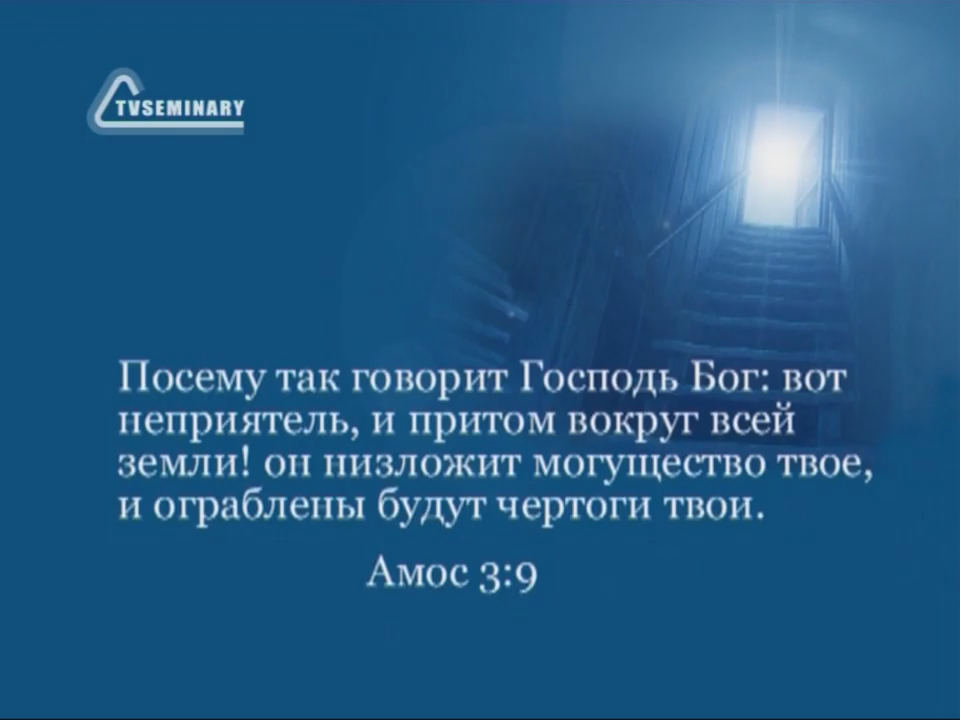 TVSEMINARY
Посему так говорит Господь Бог: вот
неприятель, и притом вокруг всей
земли! он низложит могущество твое,
и ограблены будут чертоги твои.
Амос 3:9